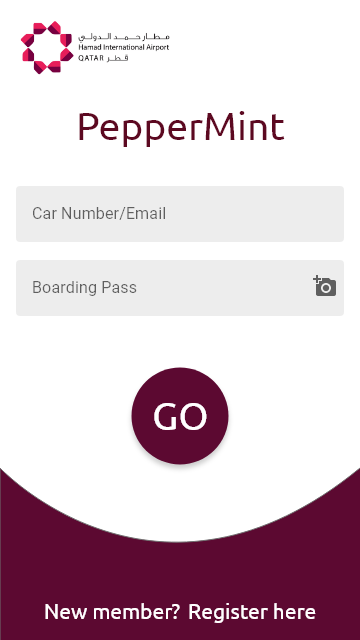 مطار حمد الدولي
Hamad International Airport
QATAR قطر
PepperMint
Car Number/Email
Boarding Pass
GO
New member? Register here